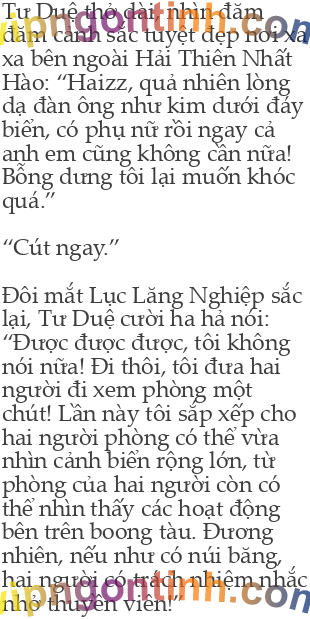 Tư Duệ thở dài, nhìn đăm
đăm cảnh sắc tuyệt đẹp nơi xa
xa bên ngoài Hải Thiên Nhất
Hào: “Haizz, quả nhiên lòng
dạ đàn ông như kim dưới đáy
biển, có phụ nữ rồi ngay cả
anh em cũng không cần nữa!
Bỗng dưng tôi lại muốn khóc
quá.”
“Cút ngay.”
Đôi mắt Lục Lăng Nghiệp sắc
lại, Tư Duệ cười ha hả nói:
“Được được được, tôi không
nói nữa! Đi thôi, tôi đưa hai
người đi xem phòng một
chút! Lần này tôi sắp xếp cho
hai người phòng có thể vừa
nhìn cảnh biển rộng lớn, từ
phòng của hai người còn có
thể nhìn thấy các hoạt động
bên trên boong tàu. Đương
nhiên, nếu như có núi băng,
hai người có trách nhiệm nhắc
nhở thuyền viên!”
vipngontinh.com
vipngontinh.com